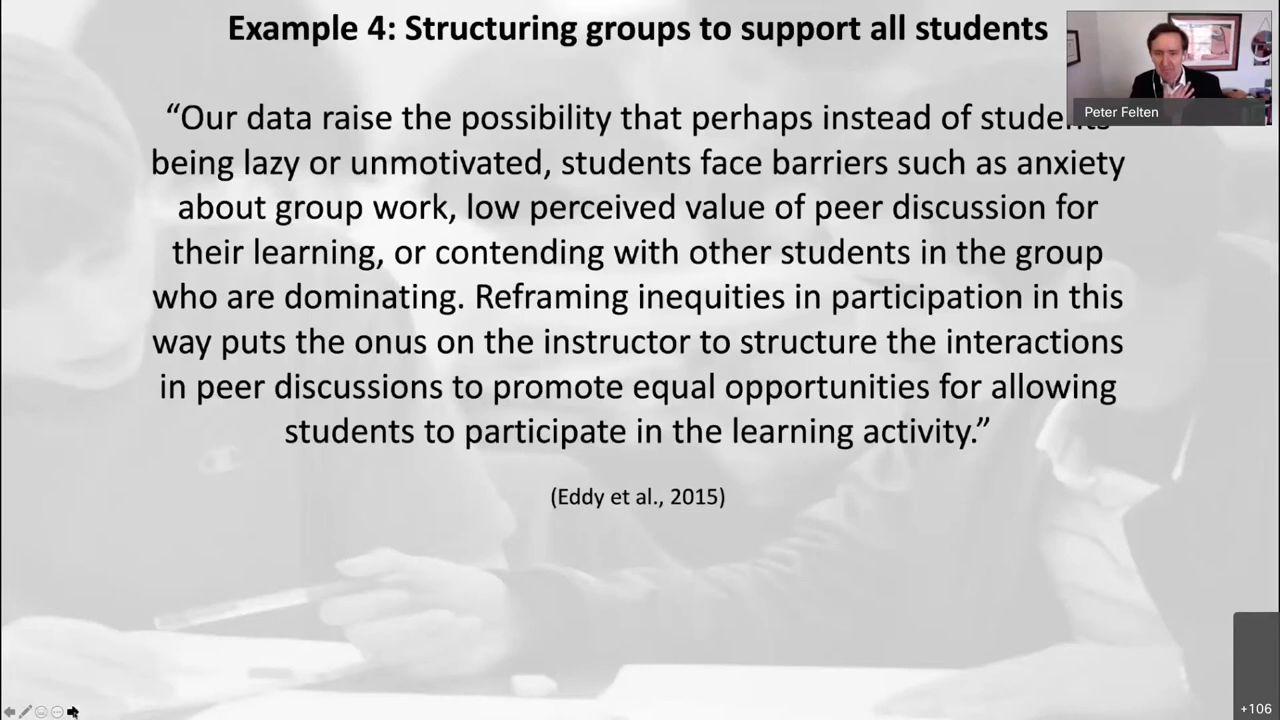 Example 4: Structuring groups to support all students
Peter Felten
“Our data raise the possibility that perhaps instead of students
being lazy or unmotivated, students face barriers such as anxiety
about group work, low perceived value of peer discussion for
their learning, or contending with other students in the group
who are dominating. Reframing inequities in participation in this
way puts the onus on the instructor to structure the interactions
in peer discussions to promote equal opportunities for allowing
students to participate in the learning activity.”
(Eddy et al., 2015)
+106